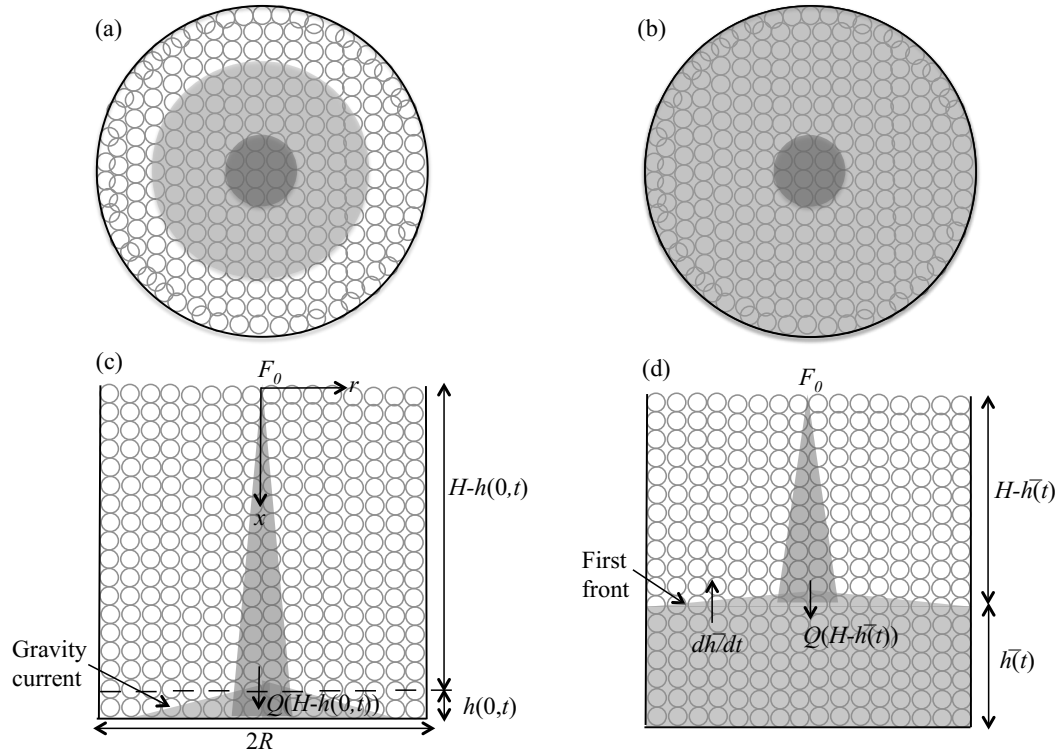 (a)
(b)
(c)
F₀
r
x
H-h(0,t)
Gravity
current
Q(H-h(0,t))
h(0,t)
2R
(d)
F₀
H-h̅(t)
First
front
dh̅/dt
Q(H-h̅(t))
h̅(t)